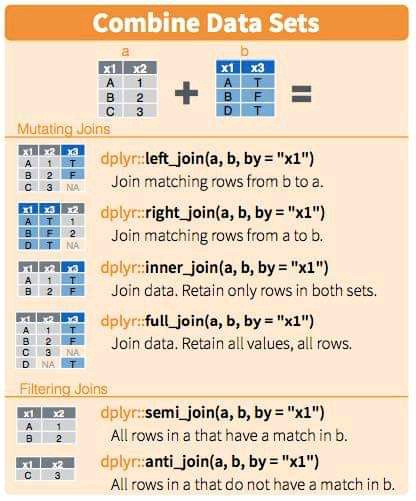 Combine Data Sets
a b
x1 x2 x1 x3
A 1 A T
B 2 + B F =
C 3 D T
Mutating Joins
x1 x2 x3
A 1 T
B 2 F
C 3 NA
dplyr::left_join(a, b, by = "x1")
Join matching rows from b to a.
x1 x3 x2
A T 1
B F 2
D T NA
dplyr::right_join(a, b, by = "x1")
Join matching rows from a to b.
x1 x2 x3
A 1 T
B 2 F
dplyr::inner_join(a, b, by = "x1")
Join data. Retain only rows in both sets.
x1 x2 x3
A 1 T
B 2 F
C 3 NA
D NA T
dplyr::full_join(a, b, by = "x1")
Join data. Retain all values, all rows.
Filtering Joins
x1 x2
A 1
B 2
dplyr::semi_join(a, b, by = "x1")
All rows in a that have a match in b.
x1 x2
C 3
dplyr::anti_join(a, b, by = "x1")
All rows in a that do not have a match in b.